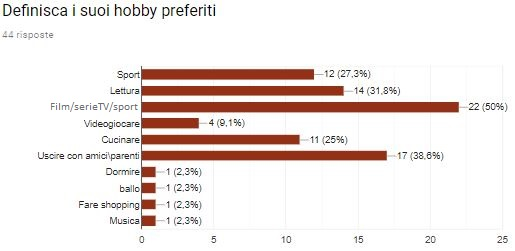 Definisca i suoi hobby preferiti
44 risposte
Sport 12 (27,3%)
Lettura 14 (31,8%)
Film/serieTV/sport 22 (50%)
Videogiocare 4 (9,1%)
Cucinare 11 (25%)
Uscire con amici\parenti 17 (38,6%)
Dormire 1 (2,3%)
ballo 1 (2,3%)
Fare shopping 1 (2,3%)
Musica 1 (2,3%)
0 5 10 15 20 25